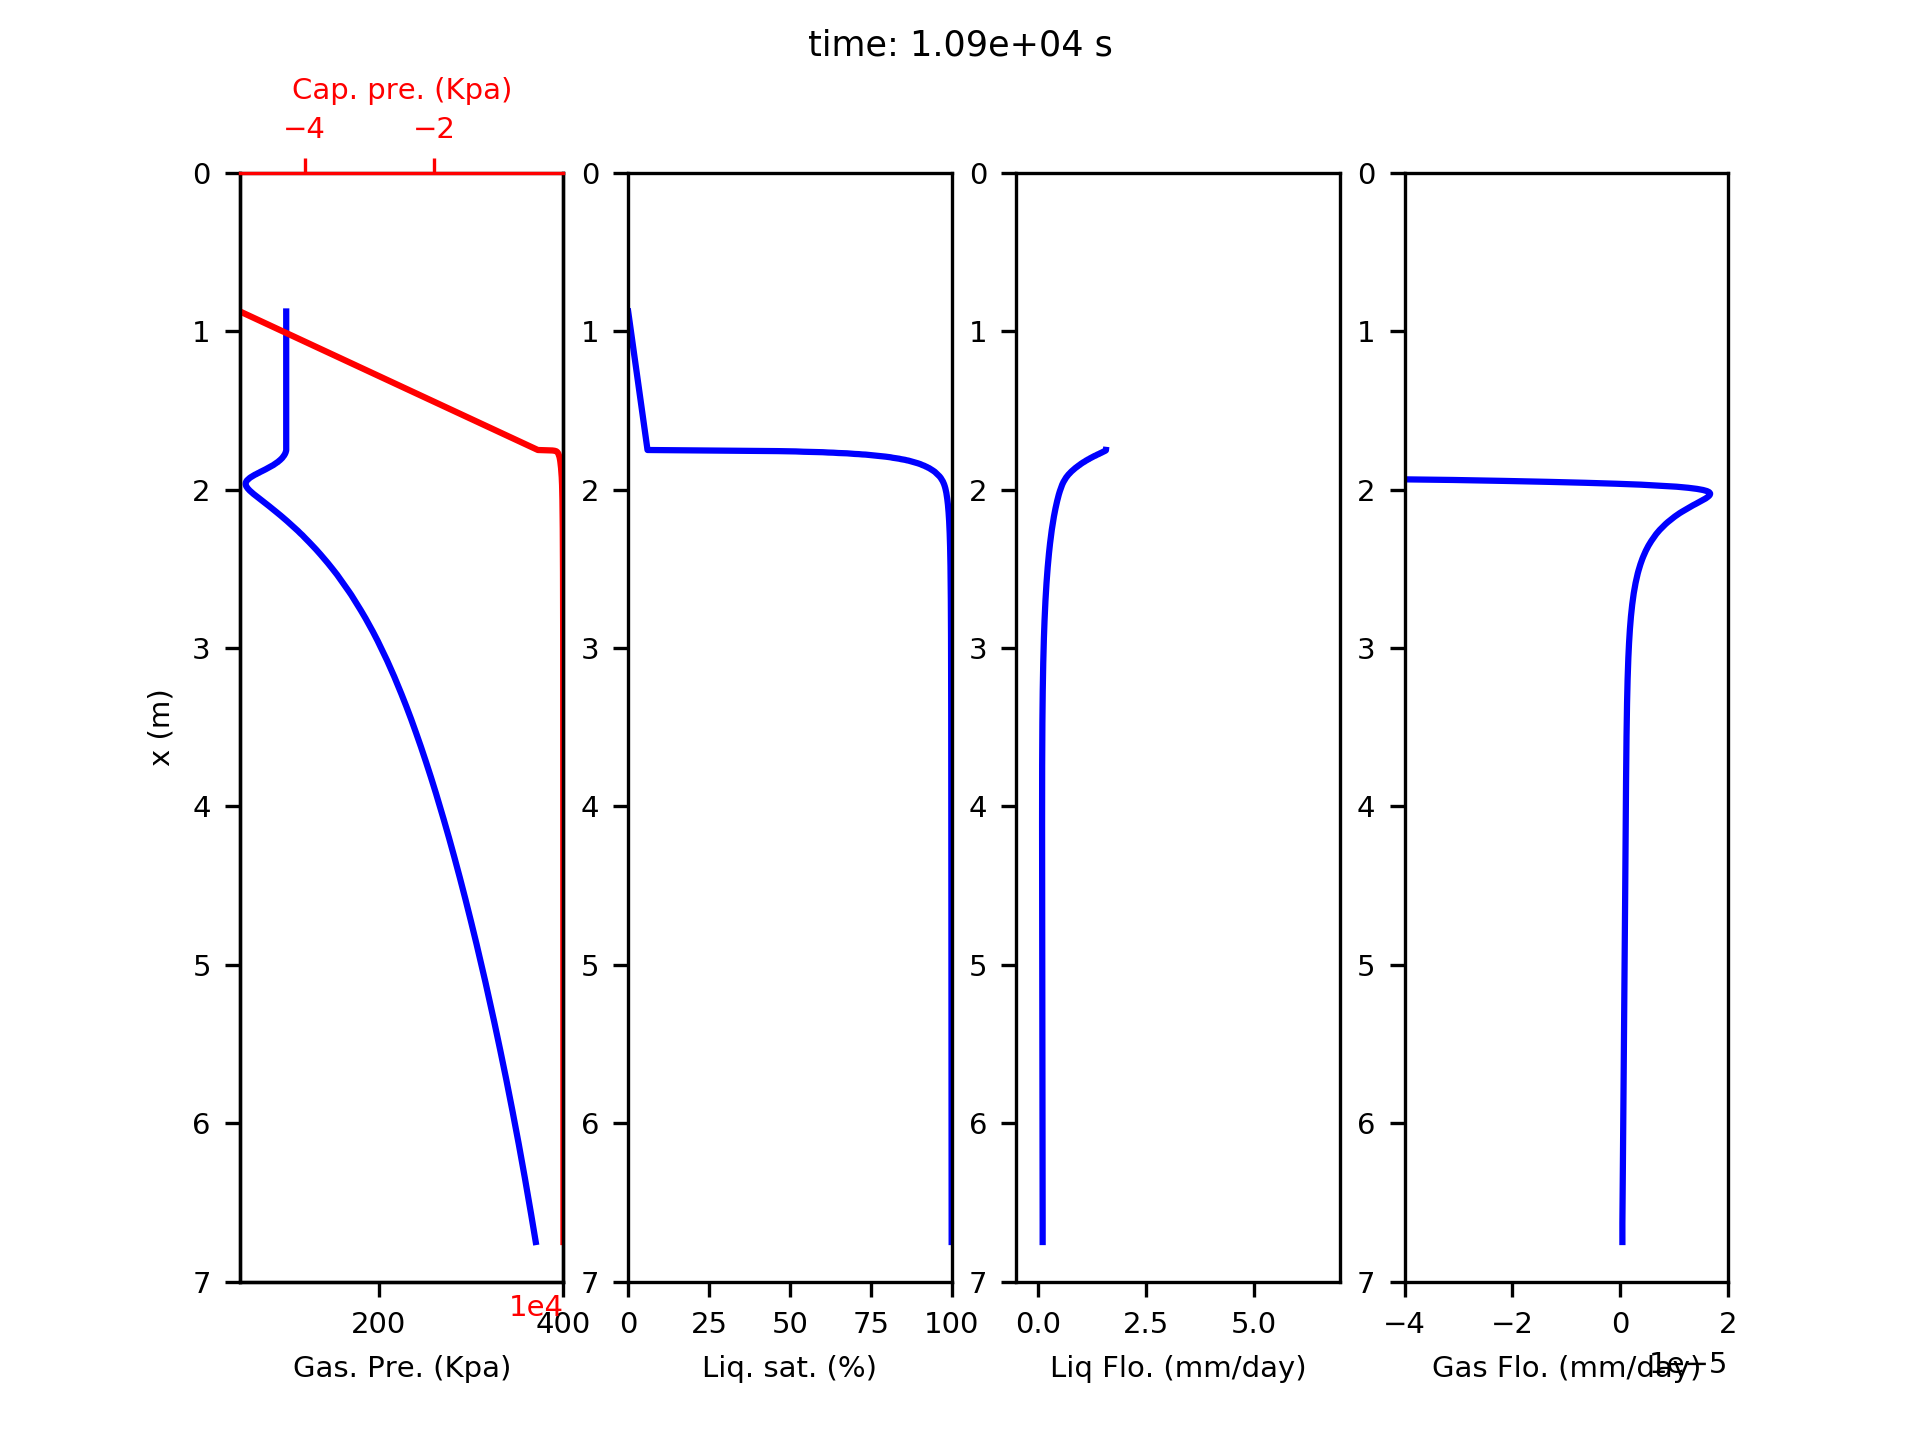 time: 1.09e+04 s
Cap. pre. (Kpa)
−4 −2
0 0 0 0
1 1 1 1
2 2 2 2
3 3 3 3
x (m)
4 4 4 4
5 5 5 5
6 6 6 6
7 7 7 7
1e4
200 400 0 25 50 75 100 0.0 2.5 5.0 −4 −2 0 2
Gas. Pre. (Kpa) Liq. sat. (%) Liq Flo. (mm/day) Gas Flo. (mm/day)
1e−5